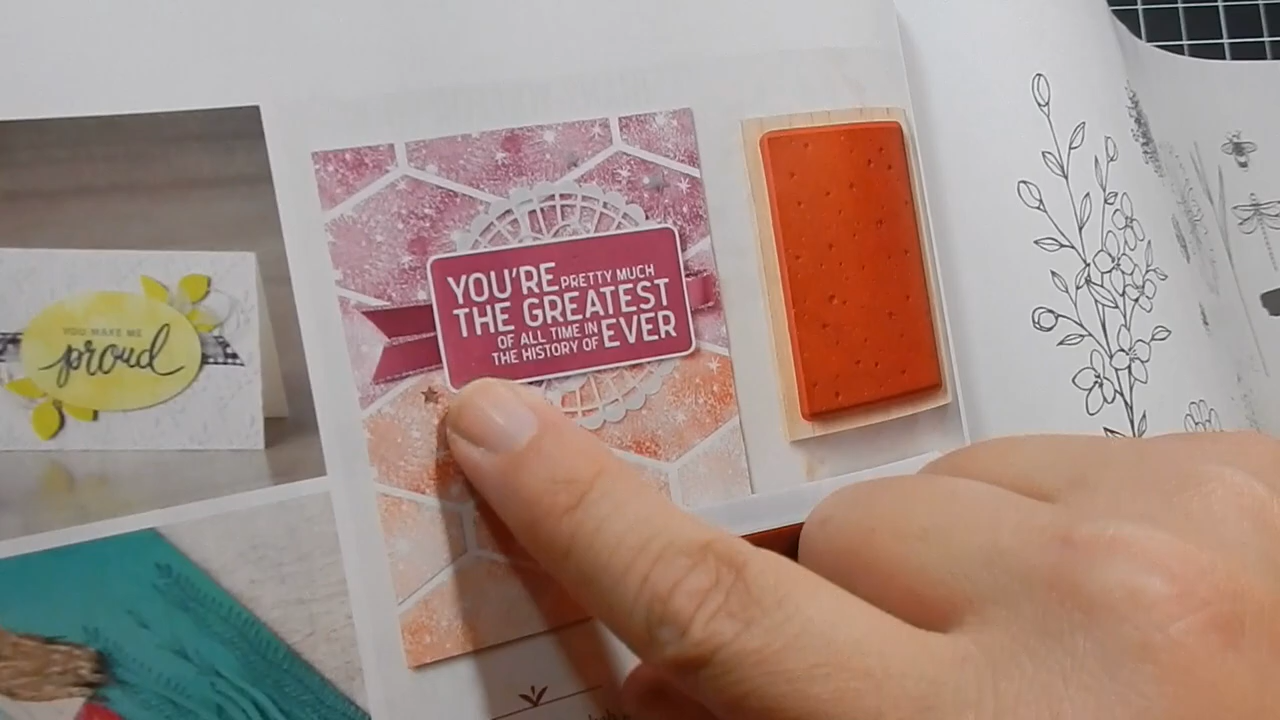 YOU MAKE ME
proud
YOU'RE PRETTY MUCH
THE GREATEST
OF ALL TIME IN
THE HISTORY OF EVER